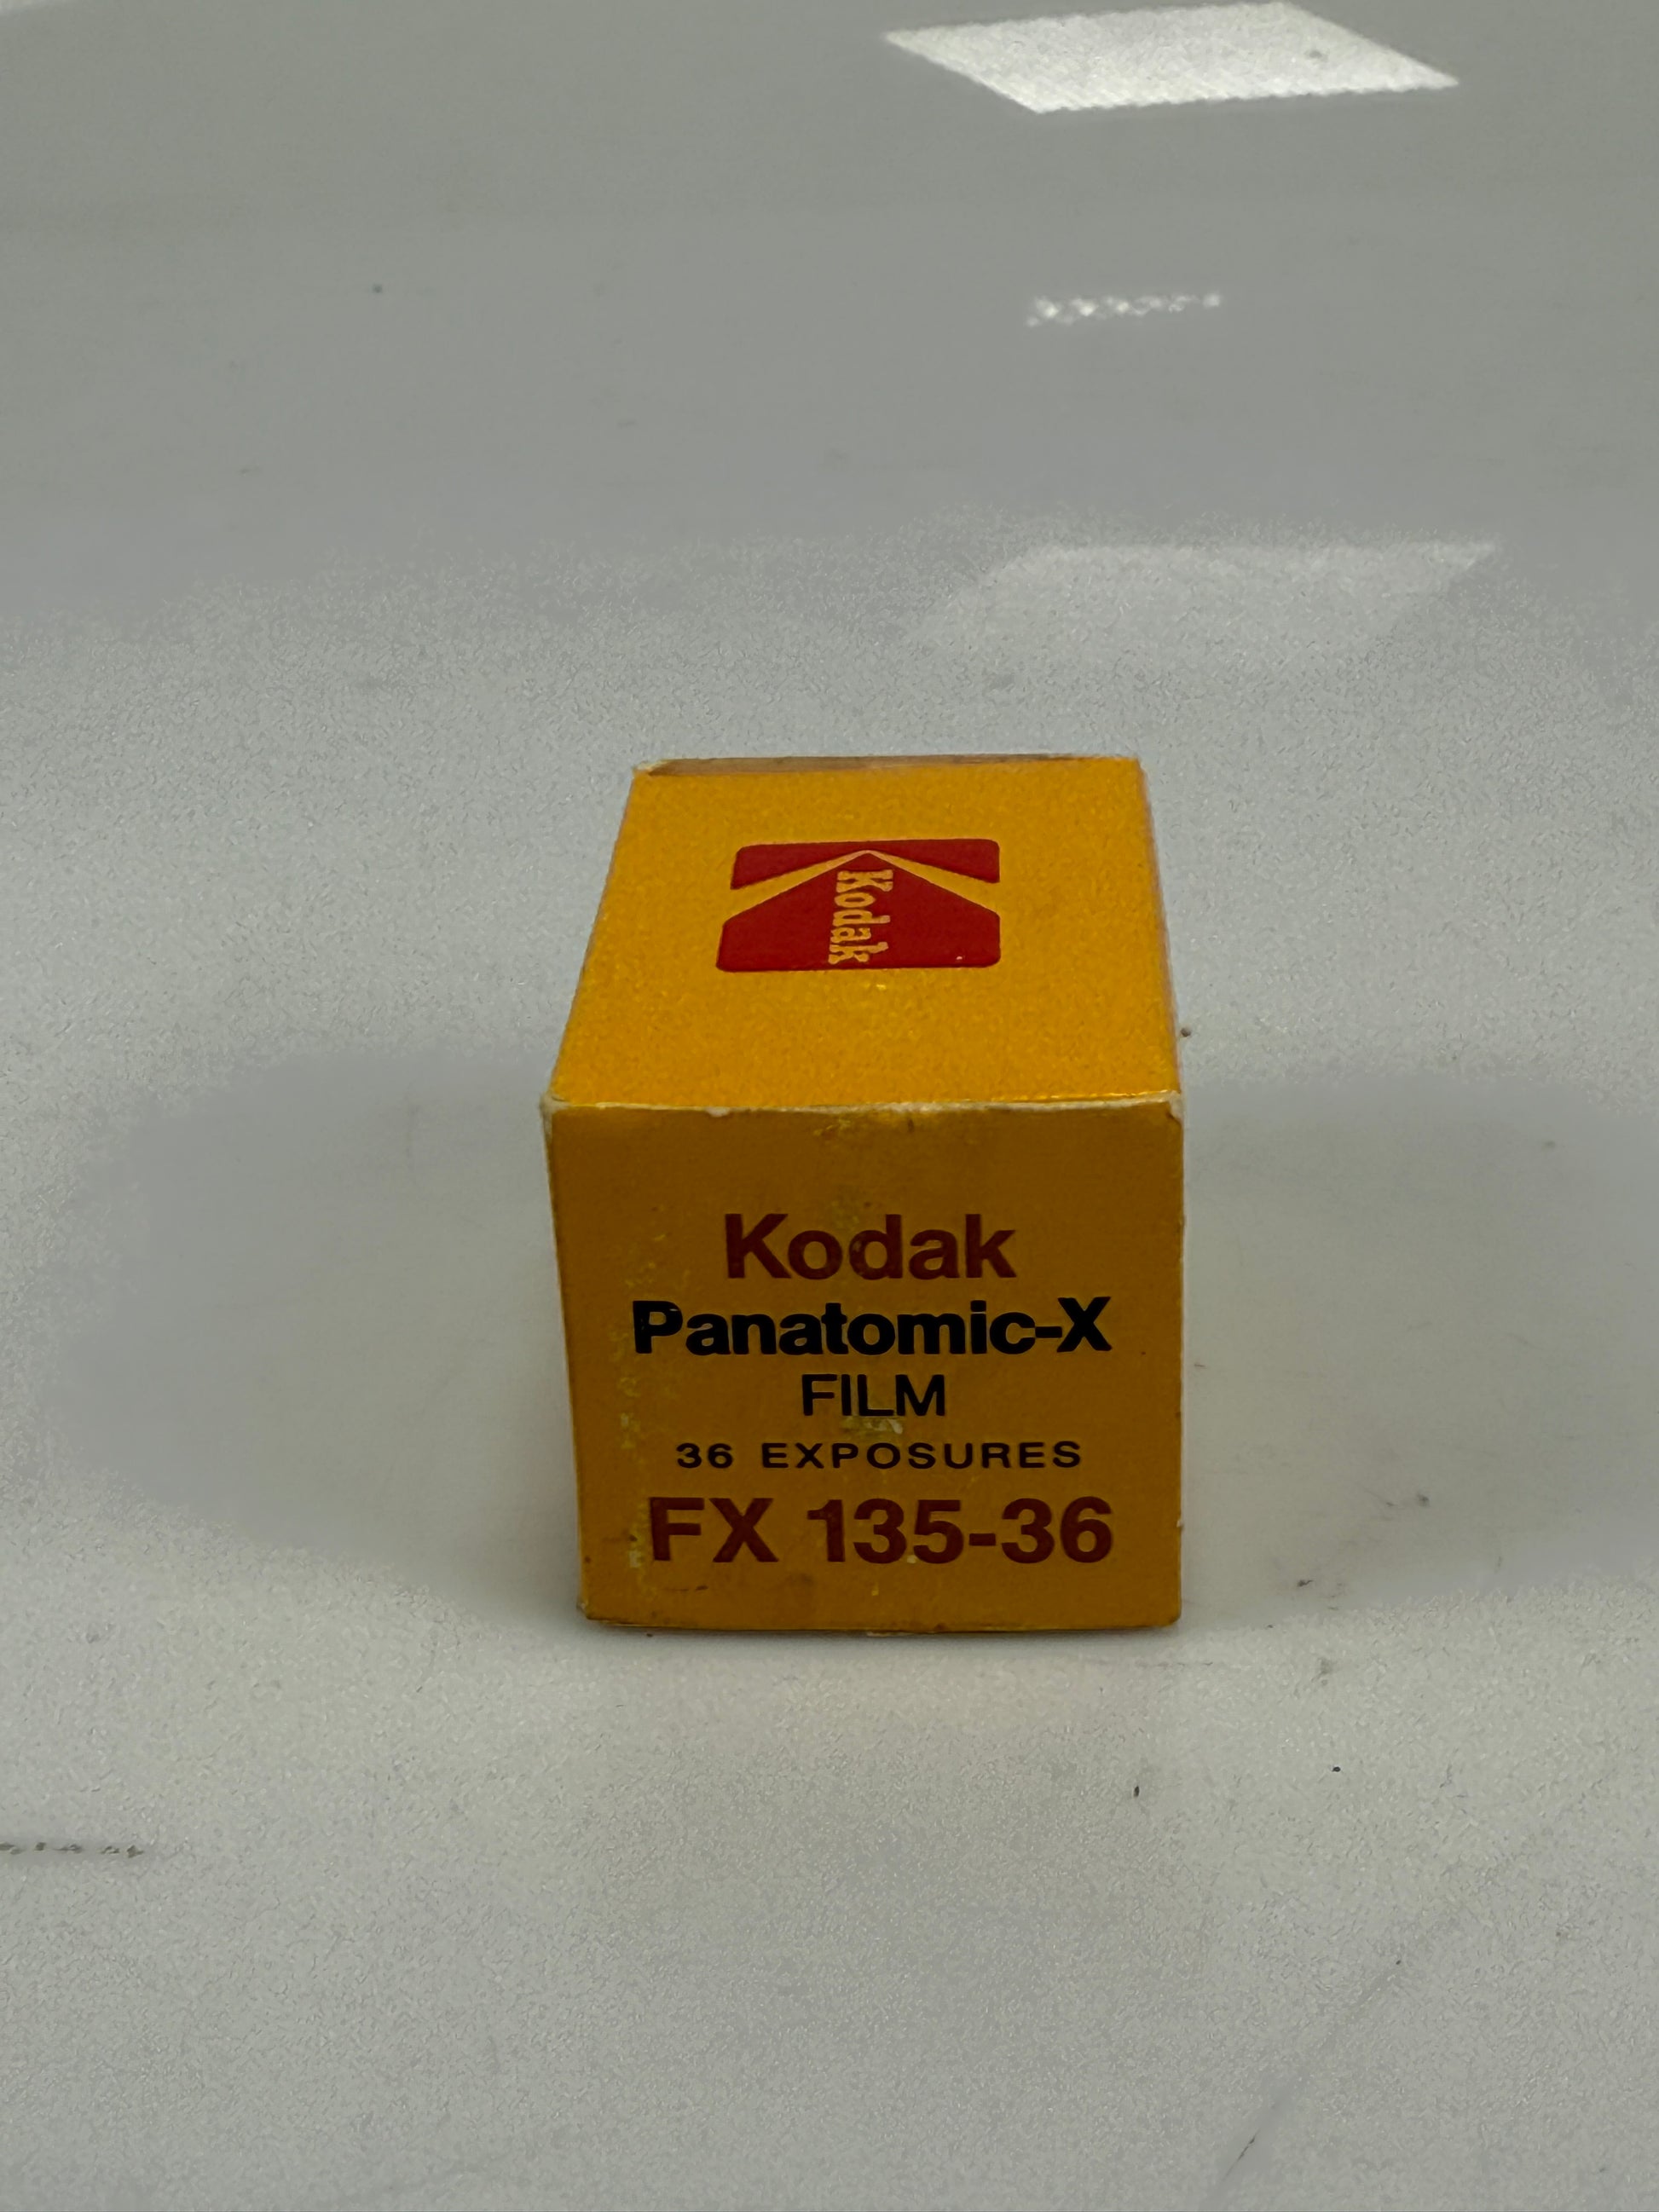 Kodak
Kodak
Panatomic-X
FILM
36 EXPOSURES
FX 135-36